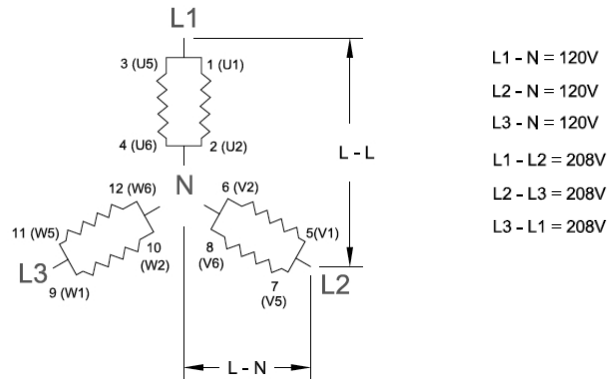 L1
3 (U5)
1 (U1)
4 (U6)
2 (U2)
L - L
N
12 (W6)
6 (V2)
11 (W5)
10
(W2)
8
(V6)
5(V1)
L3
9 (W1)
7
(V5)
L2
L - N
L1 - N = 120V
L2 - N = 120V
L3 - N = 120V
L1 - L2 = 208V
L2 - L3 = 208V
L3 - L1 = 208V